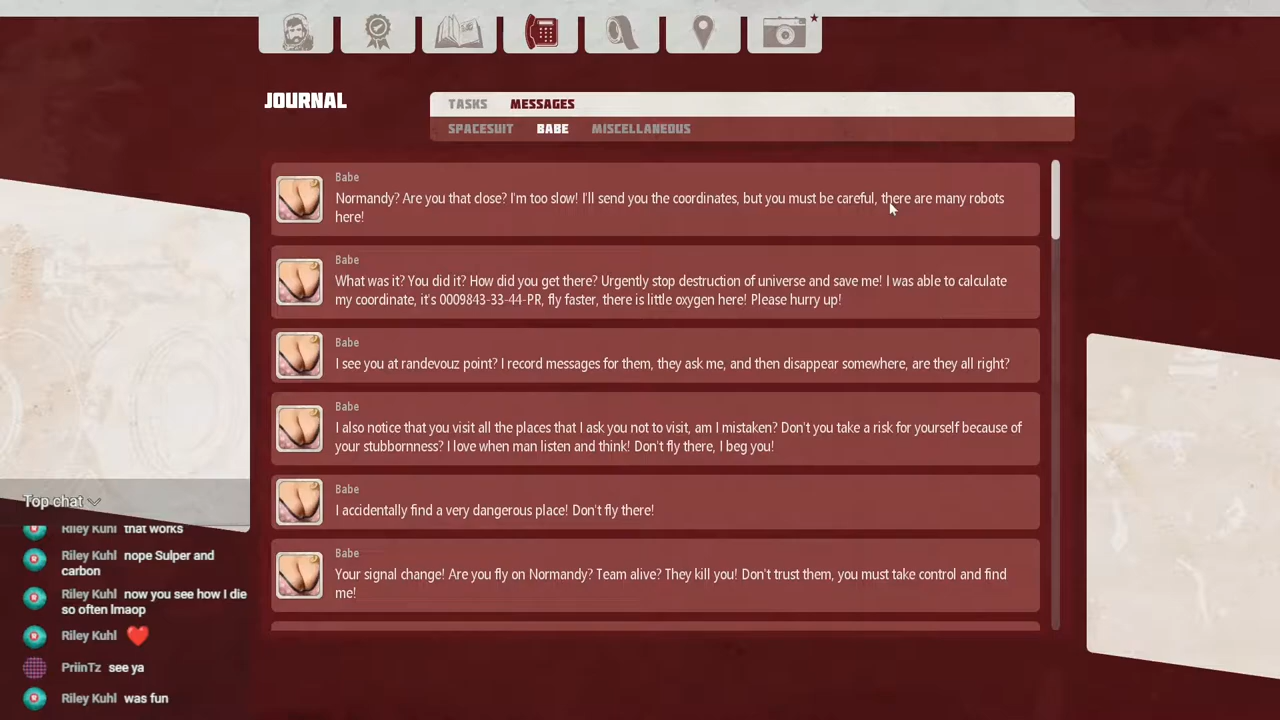 JOURNAL
TASKS MESSAGES
SPACESUIT BABE MISCELLANEOUS
Babe
Normandy? Are you that close? I'm too slow! I'll send you the coordinates, but you must be careful, there are many robots
here!
Babe
What was it? You did it? How did you get there? Urgently stop destruction of universe and save me! I was able to calculate
my coordinate, it's 0009843-33-44-PR, fly faster, there is little oxygen here! Please hurry up!
Babe
I see you at randevouz point? I record messages for them, they ask me, and then disappear somewhere, are they all right?
Babe
I also notice that you visit all the places that I ask you not to visit, am I mistaken? Don't you take a risk for yourself because of
your stubbornness? I love when man listen and think! Don't fly there, I beg you!
Babe
I accidentally find a very dangerous place! Don't fly there!
Babe
Your signal change! Are you fly on Normandy? Team alive? They kill you! Don't trust them, you must take control and find
me!
Top chat
Riley Kuhl that works
Riley Kuhl nope Sulper and
carbon
Riley Kuhl now you see how I die
so often lmaop
Riley Kuhl ❤️
PriinTz see ya
Riley Kuhl was fun